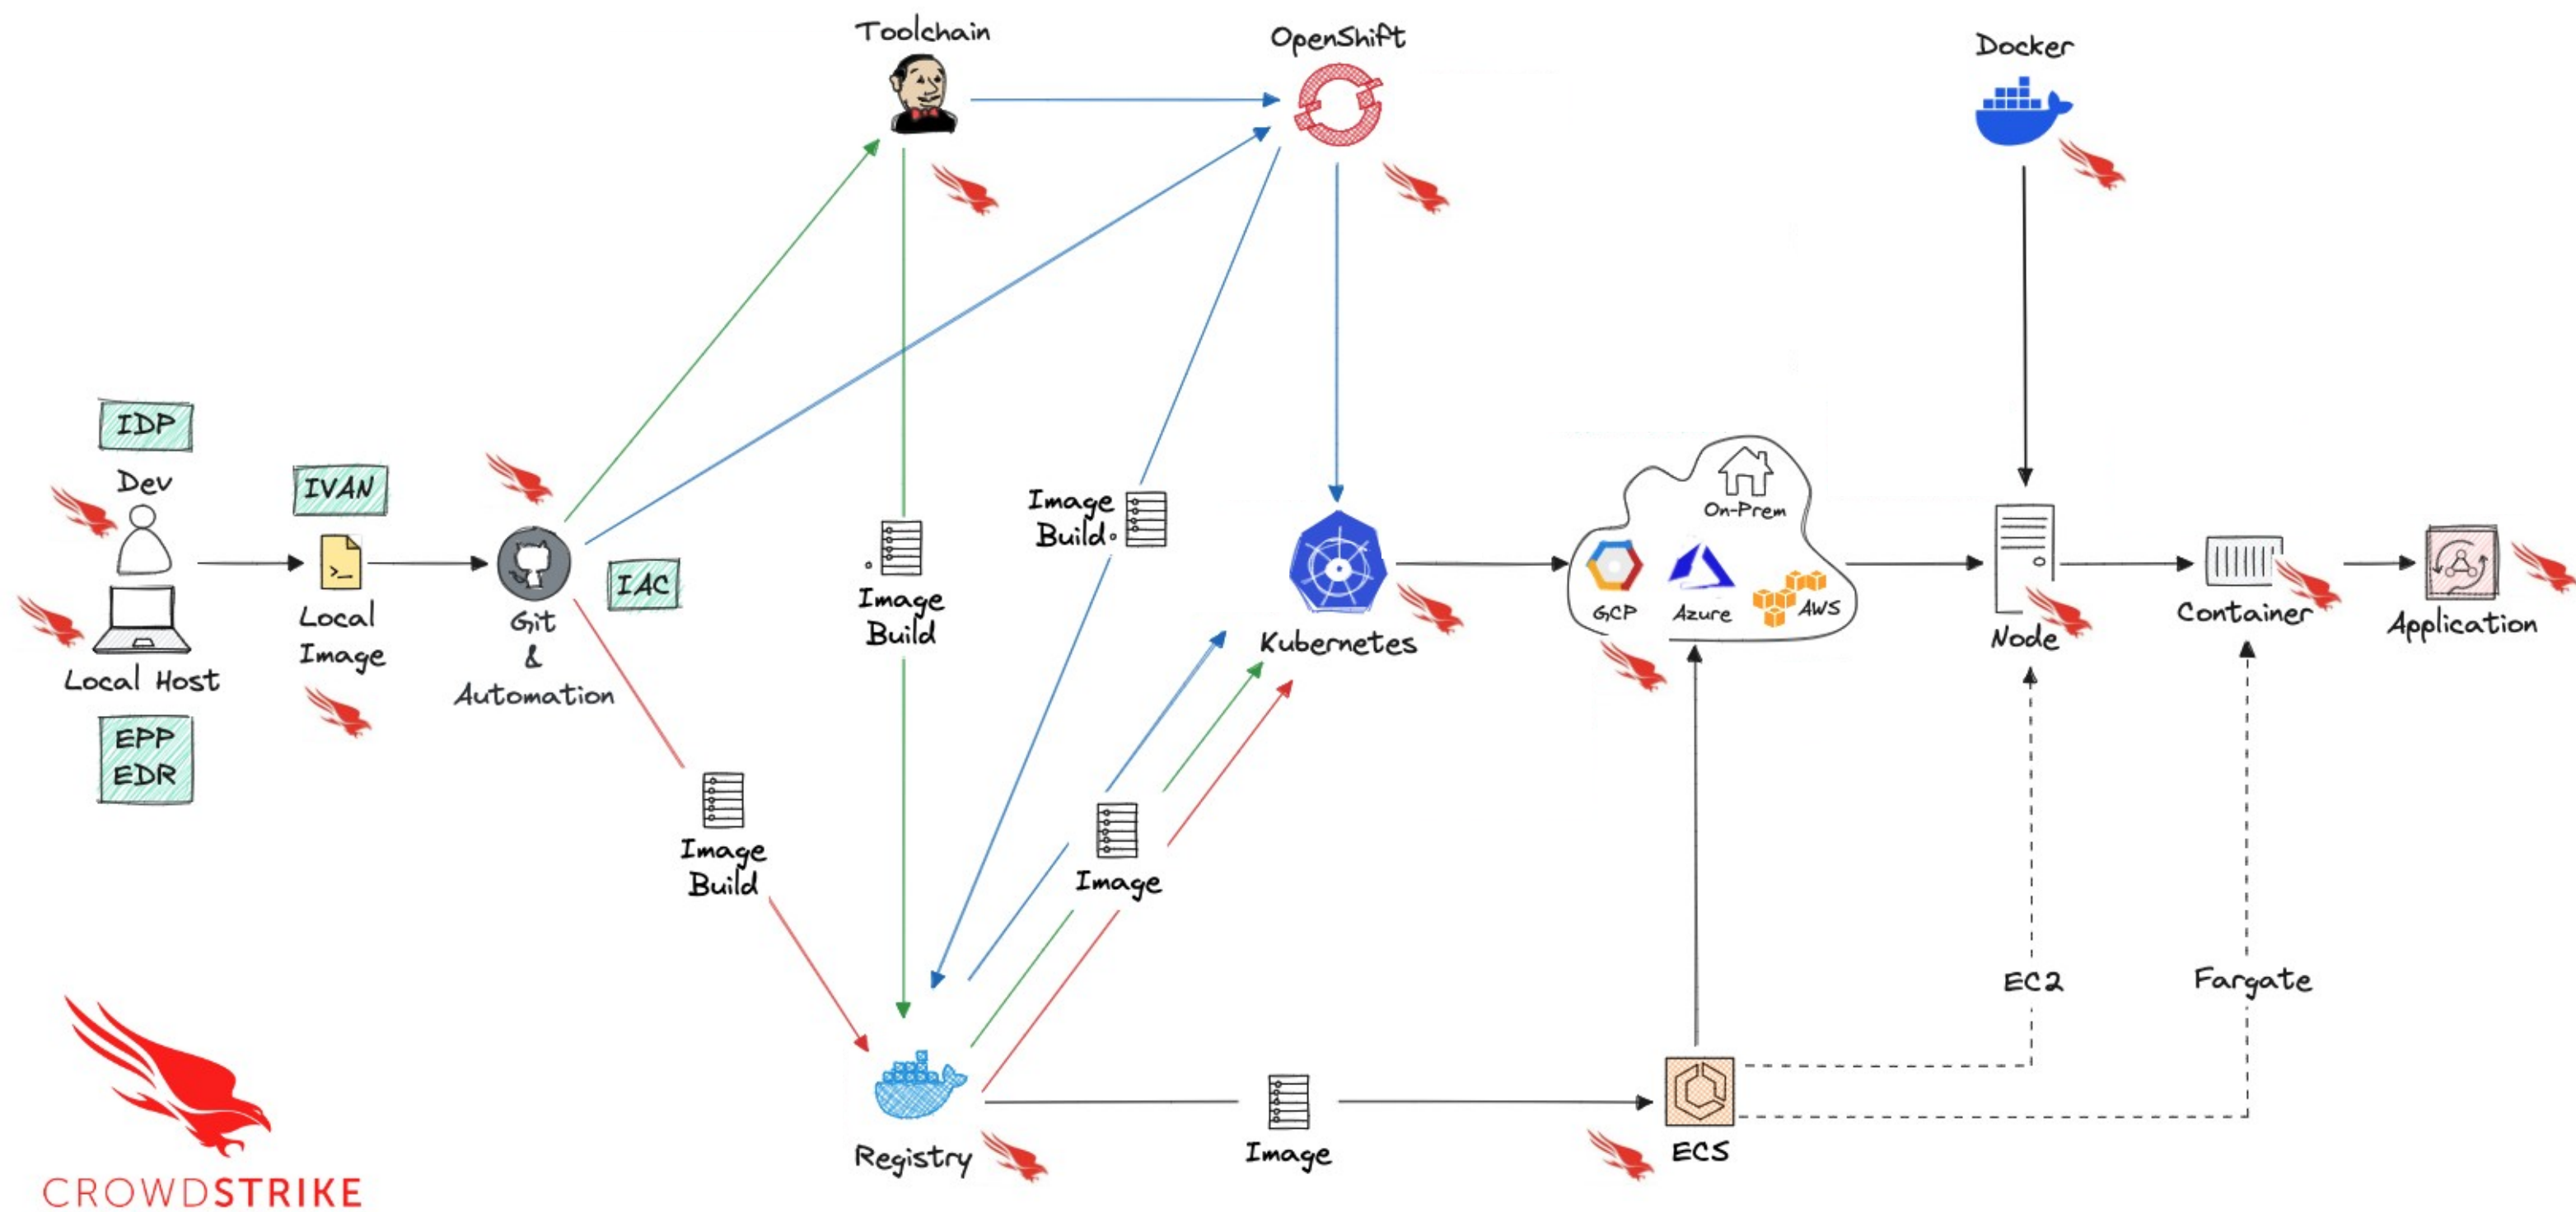 Toolchain
OpenShift
Docker
IDP
Dev
Local Host
EPP
EDR
IVAN
Local
Image
Git
&
Automation
IAC
Image
Build
Image
Build
Image
Build
Image
Kubernetes
On-Prem
GCP
Azure
AWS
Node
Container
Application
EC2
Fargate
Registry
Image
ECS
CROWDSTRIKE